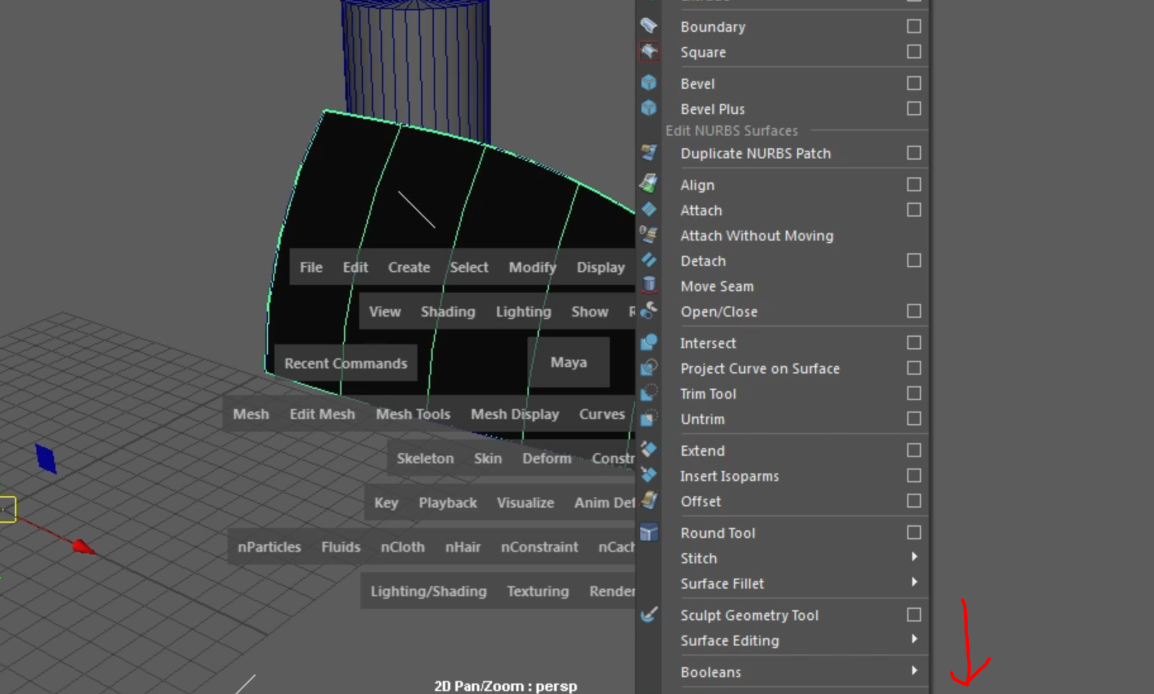 Boundary
Square
Bevel
Bevel Plus
Edit NURBS Surfaces
Duplicate NURBS Patch
Align
Attach
Attach Without Moving
Detach
Move Seam
Open/Close
Intersect
Project Curve on Surface
Trim Tool
Untrim
Extend
Insert Isoparms
Offset
Round Tool
Stitch
Surface Fillet
Sculpt Geometry Tool
Surface Editing
Booleans
File Edit Create Select Modify Display
View Shading Lighting Show
Recent Commands Maya
Mesh Edit Mesh Mesh Tools Mesh Display Curves
Skeleton Skin Deform Constr
Key Playback Visualize Anim Def
nParticles Fluids nCloth nHair nConstraint nCach
Lighting/Shading Texturing Render
2D Pan/Zoom : persp